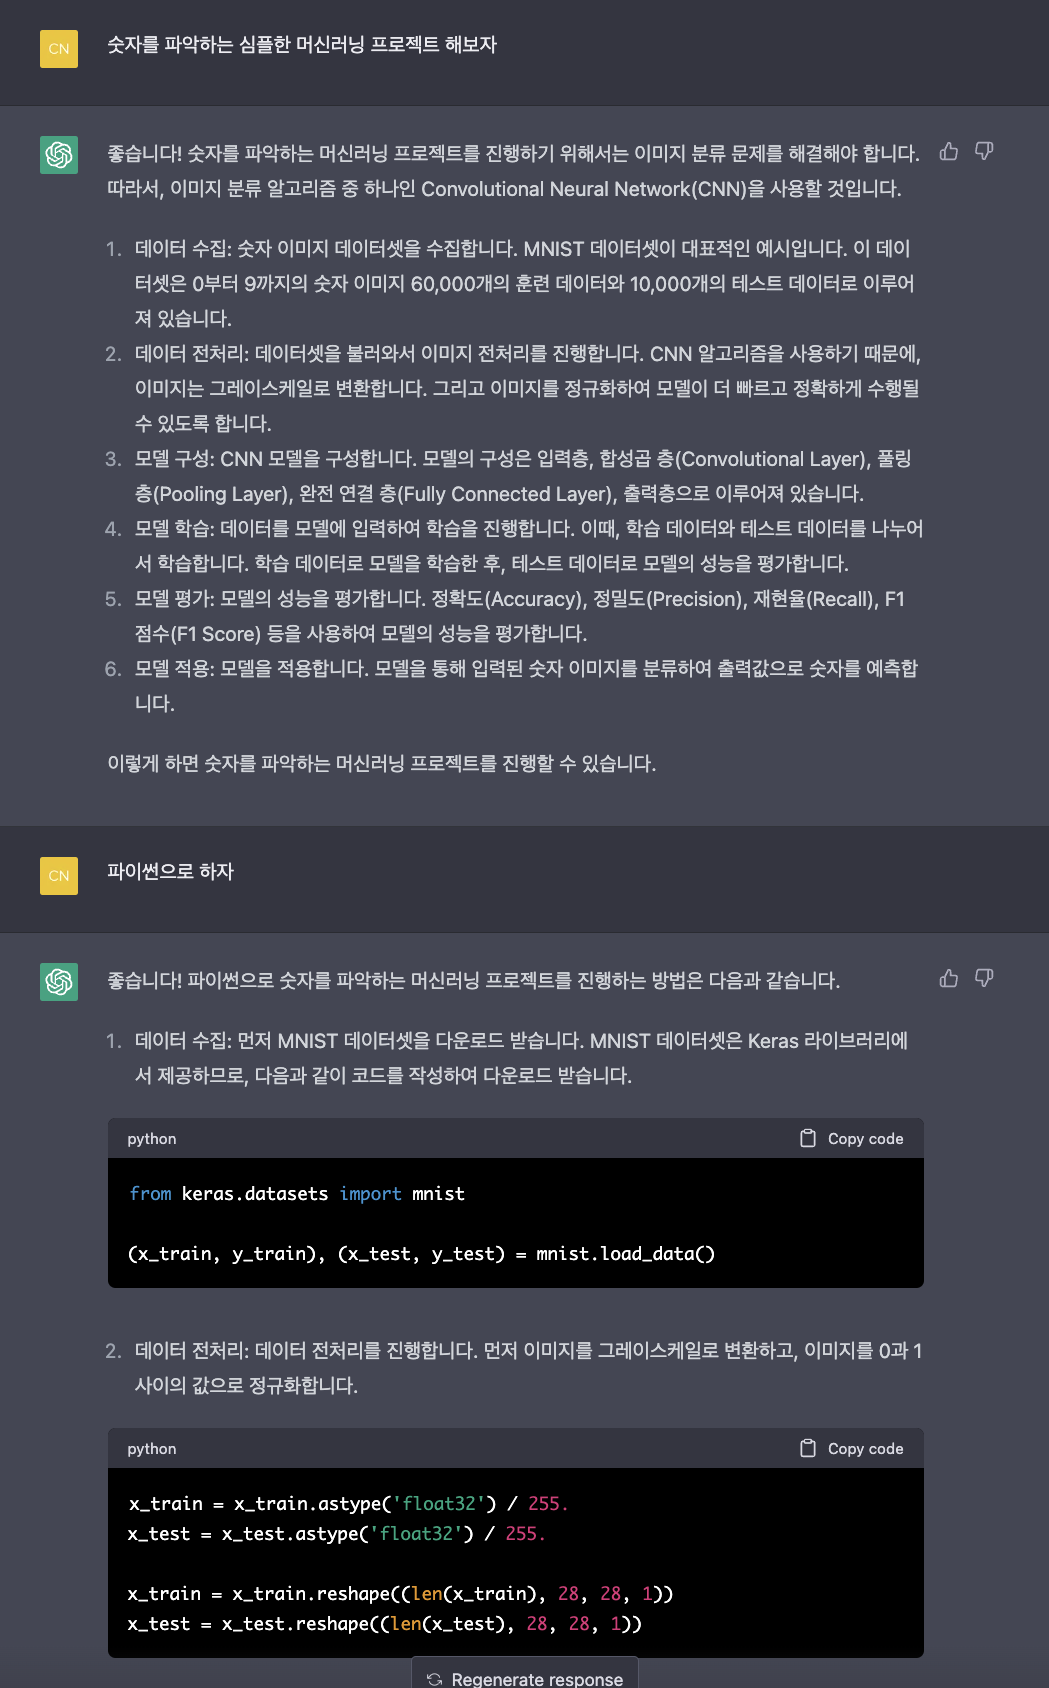 CN
숫자를 파악하는 심플한 머신러닝 프로젝트 해보자
좋습니다! 숫자를 파악하는 머신러닝 프로젝트를 진행하기 위해서는 이미지 분류 문제를 해결해야 합니다.
따라서, 이미지 분류 알고리즘 중 하나인 Convolutional Neural Network(CNN)을 사용할 것입니다.
1. 데이터 수집: 숫자 이미지 데이터셋을 수집합니다. MNIST 데이터셋이 대표적인 예시입니다. 이 데이
터셋은 0부터 9까지의 숫자 이미지 60,000개의 훈련 데이터와 10,000개의 테스트 데이터로 이루어
져 있습니다.
2. 데이터 전처리: 데이터셋을 불러와서 이미지 전처리를 진행합니다. CNN 알고리즘을 사용하기 때문에,
이미지는 그레이스케일로 변환합니다. 그리고 이미지를 정규화하여 모델이 더 빠르고 정확하게 수행될
수 있도록 합니다.
3. 모델 구성: CNN 모델을 구성합니다. 모델의 구성은 입력층, 합성곱 층(Convolutional Layer), 풀링
층(Pooling Layer), 완전 연결 층(Fully Connected Layer), 출력층으로 이루어져 있습니다.
4. 모델 학습: 데이터를 모델에 입력하여 학습을 진행합니다. 이때, 학습 데이터와 테스트 데이터를 나누어
서 학습합니다. 학습 데이터로 모델을 학습한 후, 테스트 데이터로 모델의 성능을 평가합니다.
5. 모델 평가: 모델의 성능을 평가합니다. 정확도(Accuracy), 정밀도(Precision), 재현율(Recall), F1
점수(F1 Score) 등을 사용하여 모델의 성능을 평가합니다.
6. 모델 적용: 모델을 적용합니다. 모델을 통해 입력된 숫자 이미지를 분류하여 출력값으로 숫자를 예측합
니다.
이렇게 하면 숫자를 파악하는 머신러닝 프로젝트를 진행할 수 있습니다.
CN
파이썬으로 하자
좋습니다! 파이썬으로 숫자를 파악하는 머신러닝 프로젝트를 진행하는 방법은 다음과 같습니다.
1. 데이터 수집: 먼저 MNIST 데이터셋을 다운로드 받습니다. MNIST 데이터셋은 Keras 라이브러리에
서 제공하므로, 다음과 같이 코드를 작성하여 다운로드 받습니다.
python
Copy code
from keras.datasets import mnist
(x_train, y_train), (x_test, y_test) = mnist.load_data()
2. 데이터 전처리: 데이터 전처리를 진행합니다. 먼저 이미지를 그레이스케일로 변환하고, 이미지를 0과 1
사이의 값으로 정규화합니다.
python
Copy code
x_train = x_train.astype('float32') / 255.
x_test = x_test.astype('float32') / 255.
x_train = x_train.reshape((len(x_train), 28, 28, 1))
x_test = x_test.reshape((len(x_test), 28, 28, 1))
Regenerate response